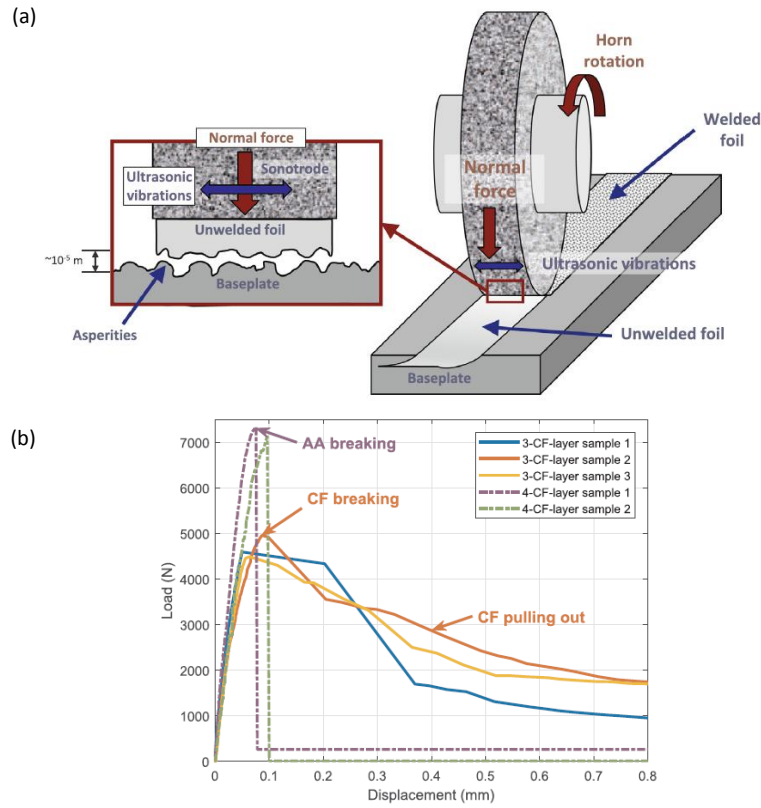 (a)
Horn
rotation
Welded
foil
Normal force
Ultrasonic
vibrations
Sonotrode
Normal
force
Unwelded foil
~10⁻⁵ m
Baseplate
Ultrasonic vibrations
Asperities
Unwelded foil
Baseplate
(b)
7000
6000
5000
4000
3000
2000
1000
0
Load (N)
AA breaking
CF breaking
CF pulling out
3-CF-layer sample 1
3-CF-layer sample 2
3-CF-layer sample 3
4-CF-layer sample 1
4-CF-layer sample 2
0
0.1
0.2
0.3
0.4
0.5
0.6
0.7
0.8
Displacement (mm)